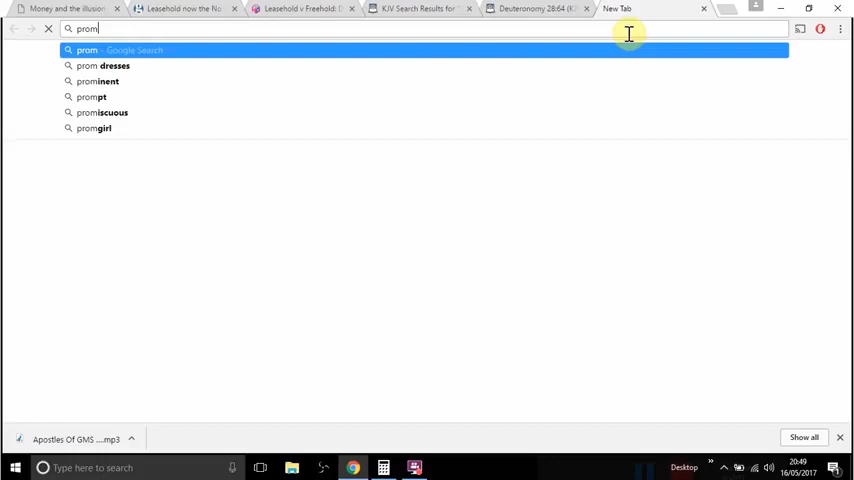 Money and the illusion
Leasehold now the No
Leasehold v Freehold: D
KJV Search Results for "
Deuteronomy 28:64 (KJ
New Tab
prom
prom - Google Search
prom dresses
prominent
prompt
promiscuous
promgirl
Apostles Of GMS ....mp3
Show all
Type here to search
Desktop
20:49
16/05/2017